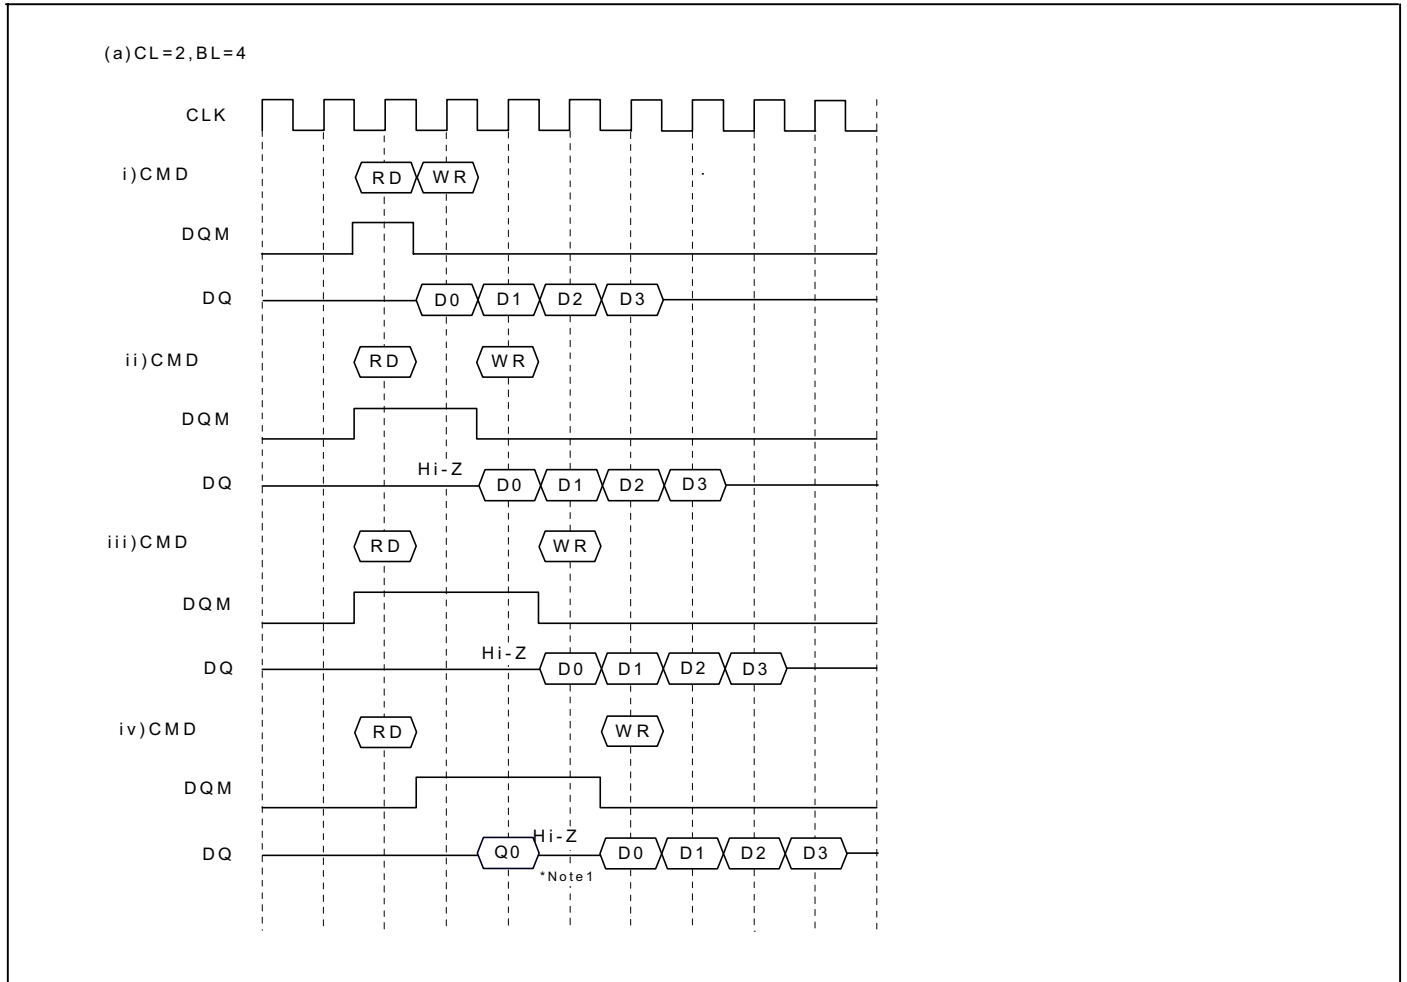 (a)CL=2,BL=4
CLK
i)CMD RD WR
DQM
DQ D0 D1 D2 D3
ii)CMD RD WR
DQM
Hi-Z
DQ D0 D1 D2 D3
iii)CMD RD WR
DQM
Hi-Z
DQ D0 D1 D2 D3
iv)CMD RD WR
DQM
Hi-Z
DQ Q0 D0 D1 D2 D3
*Note1